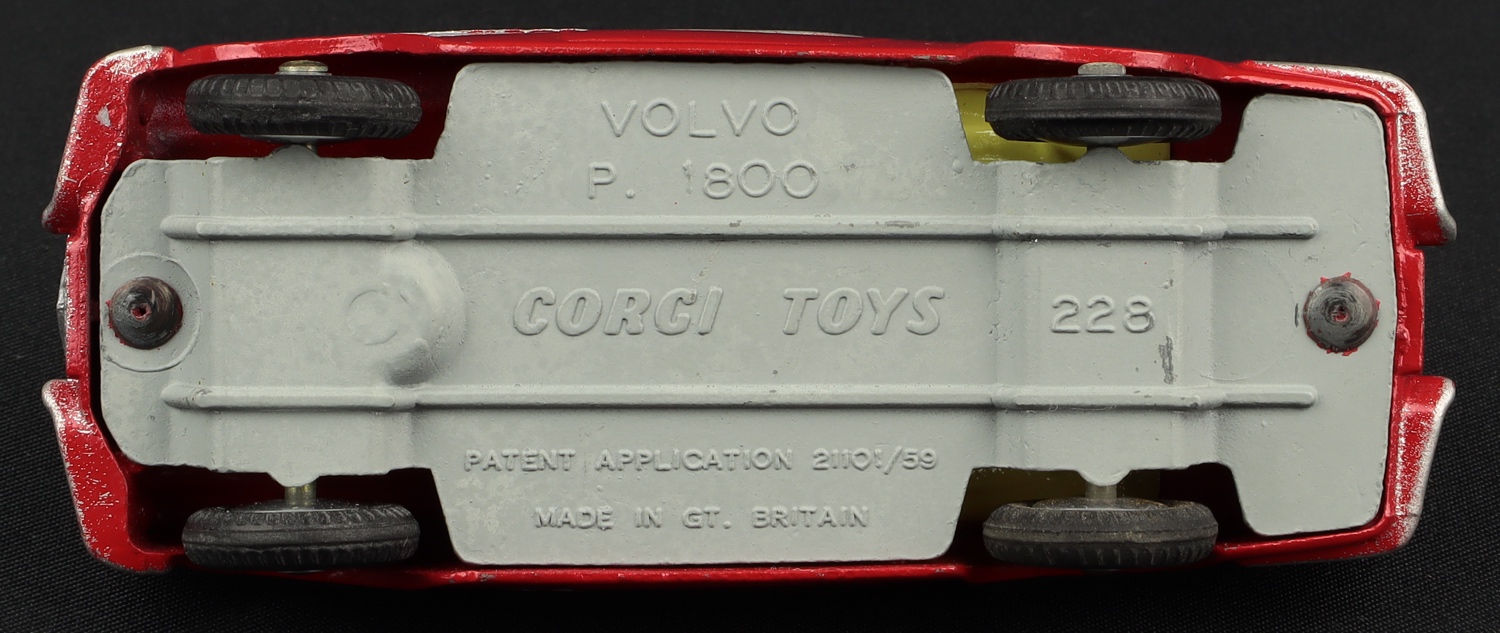 VOLVO
P. 1800
CORGI TOYS 228
PATENT APPLICATION 21101/59
MADE IN GT. BRITAIN